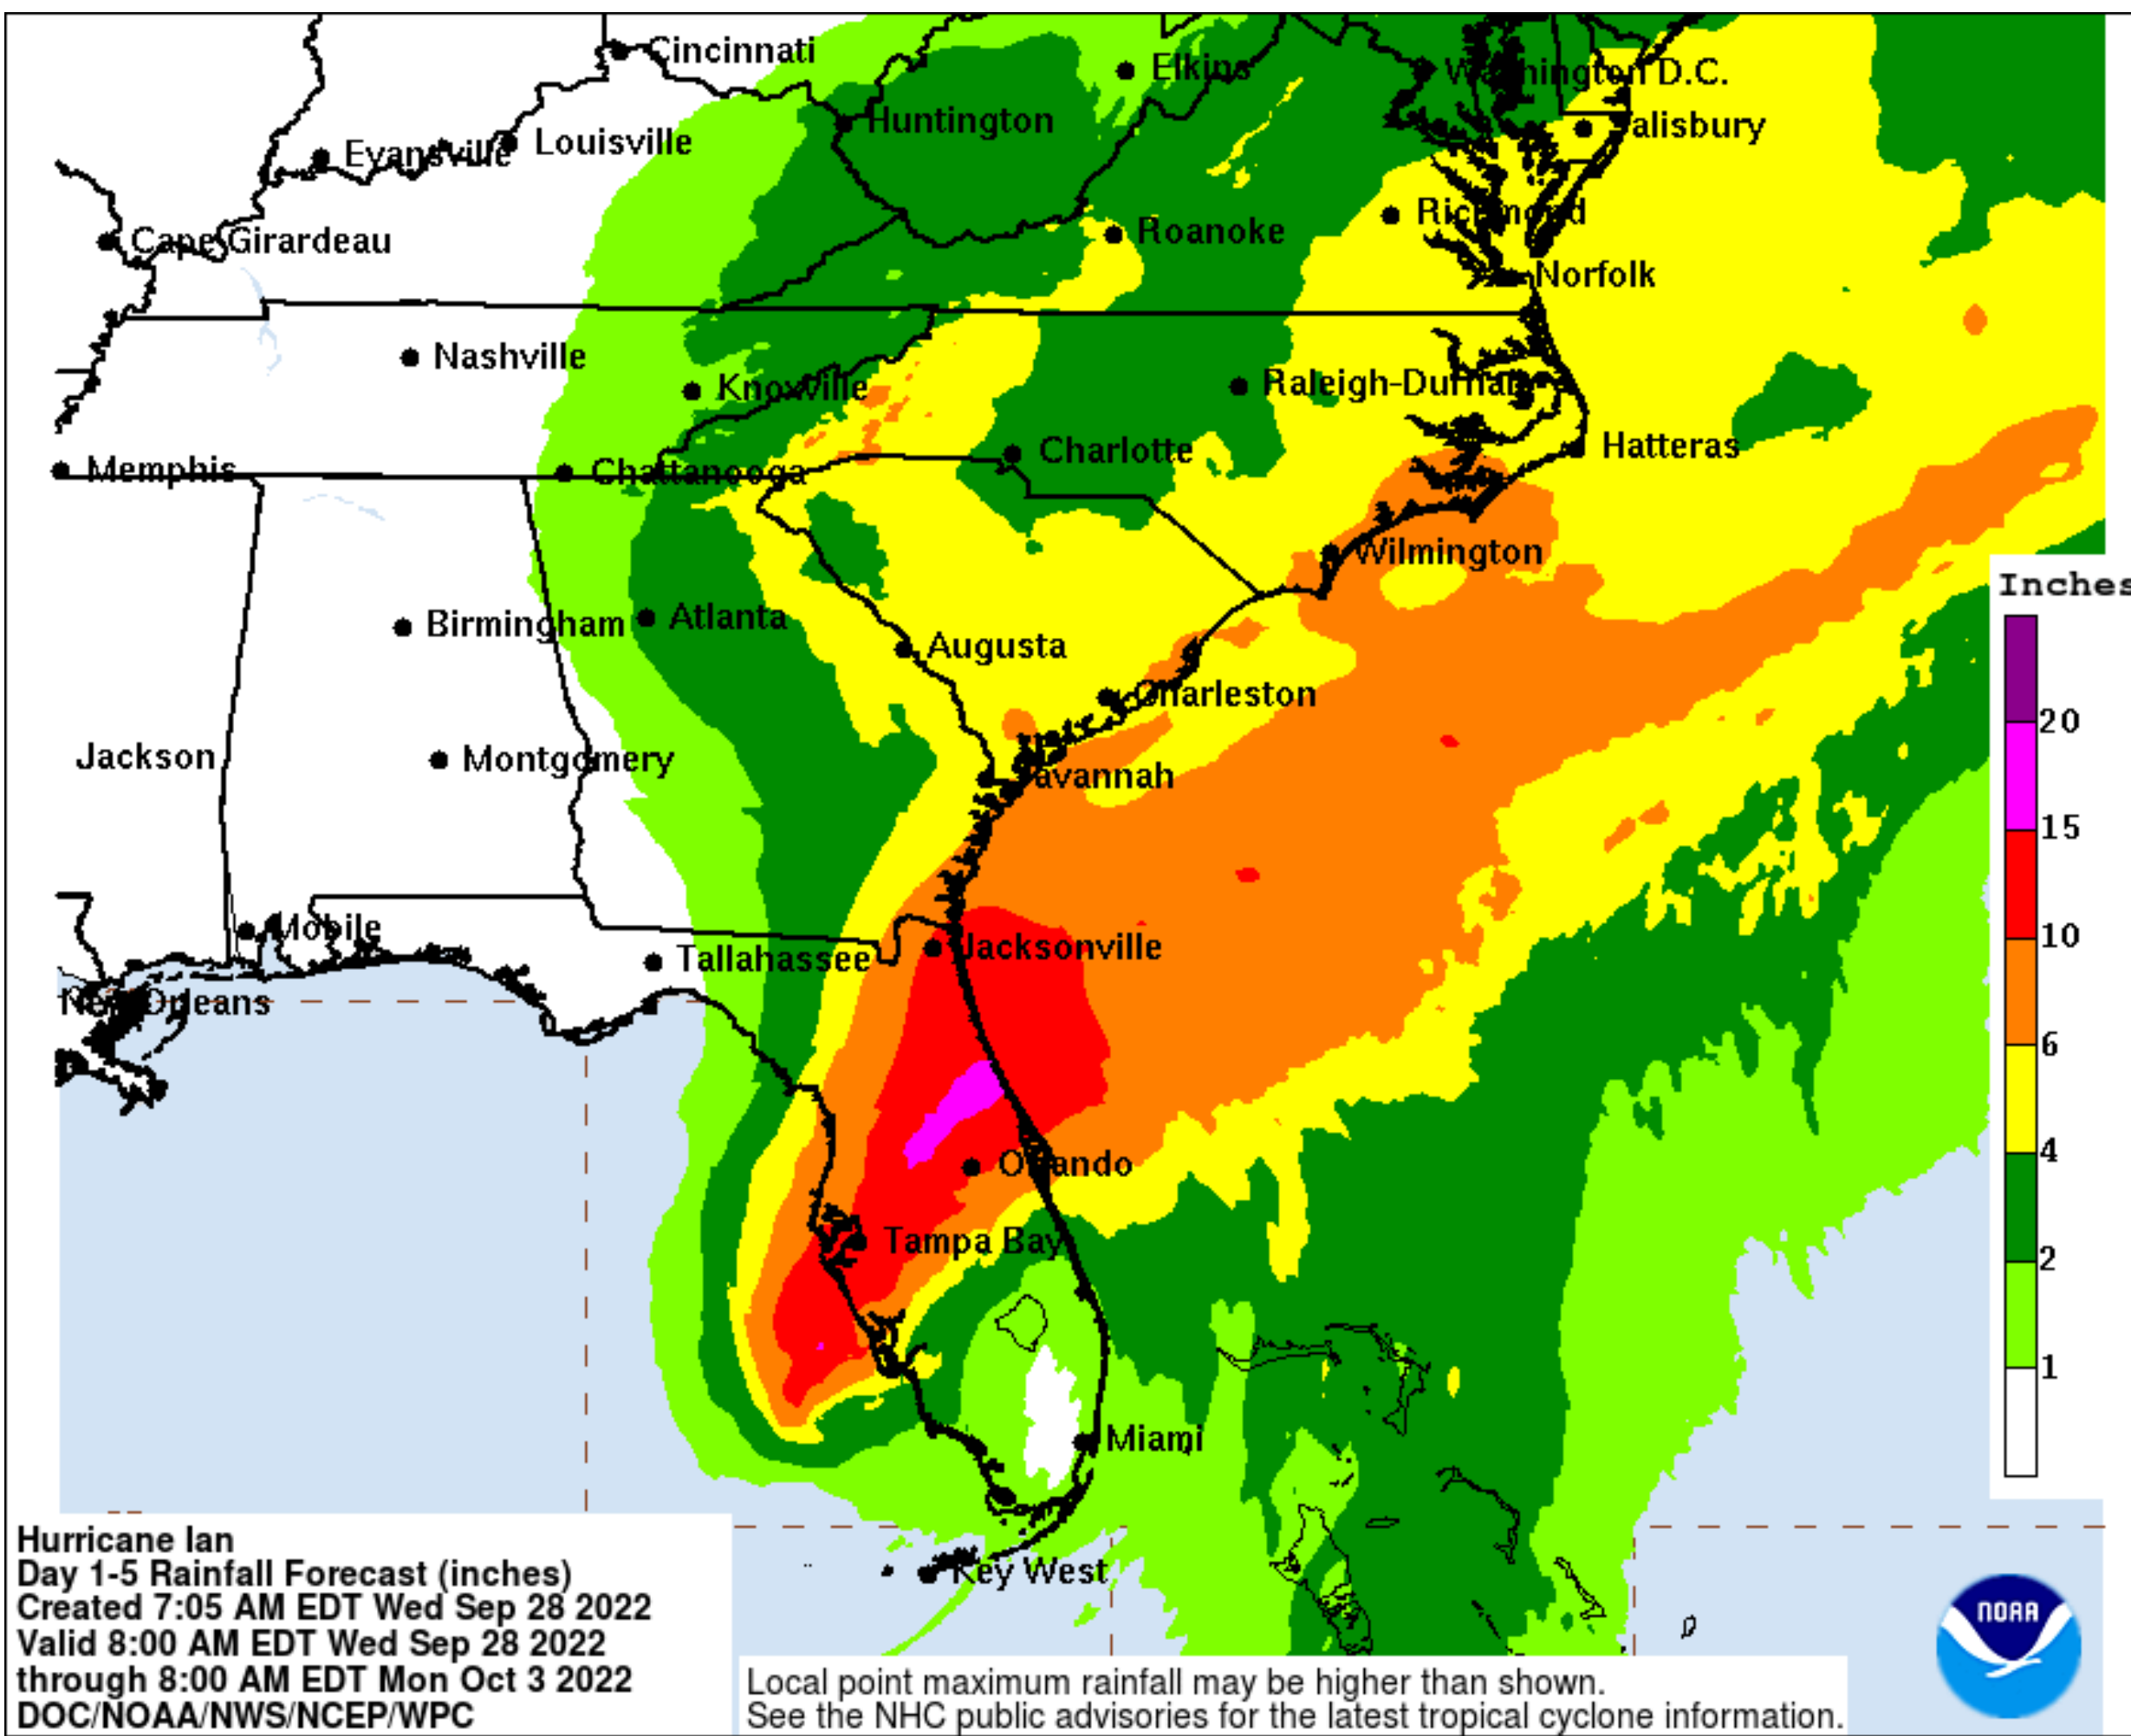 Cincinnati
Elkins
Washington D.C.
Huntington
Salisbury
Evansville
Louisville
Richmond
Cape Girardeau
Roanoke
Norfolk
Nashville
Knoxville
Raleigh-Durham
Charlotte
Hatteras
Memphis
Chattanooga
Wilmington
Inches
Birmingham
Atlanta
Augusta
Charleston
20
Jackson
Montgomery
Savannah
15
10
Mobile
Jacksonville
Tallahassee
New Orleans
6
4
Orlando
Tampa Bay
2
1
Miami
Key West
Hurricane Ian
Day 1-5 Rainfall Forecast (inches)
Created 7:05 AM EDT Wed Sep 28 2022
Valid 8:00 AM EDT Wed Sep 28 2022
through 8:00 AM EDT Mon Oct 3 2022
DOC/NOAA/NWS/NCEP/WPC
Local point maximum rainfall may be higher than shown.
See the NHC public advisories for the latest tropical cyclone information.
NOAA